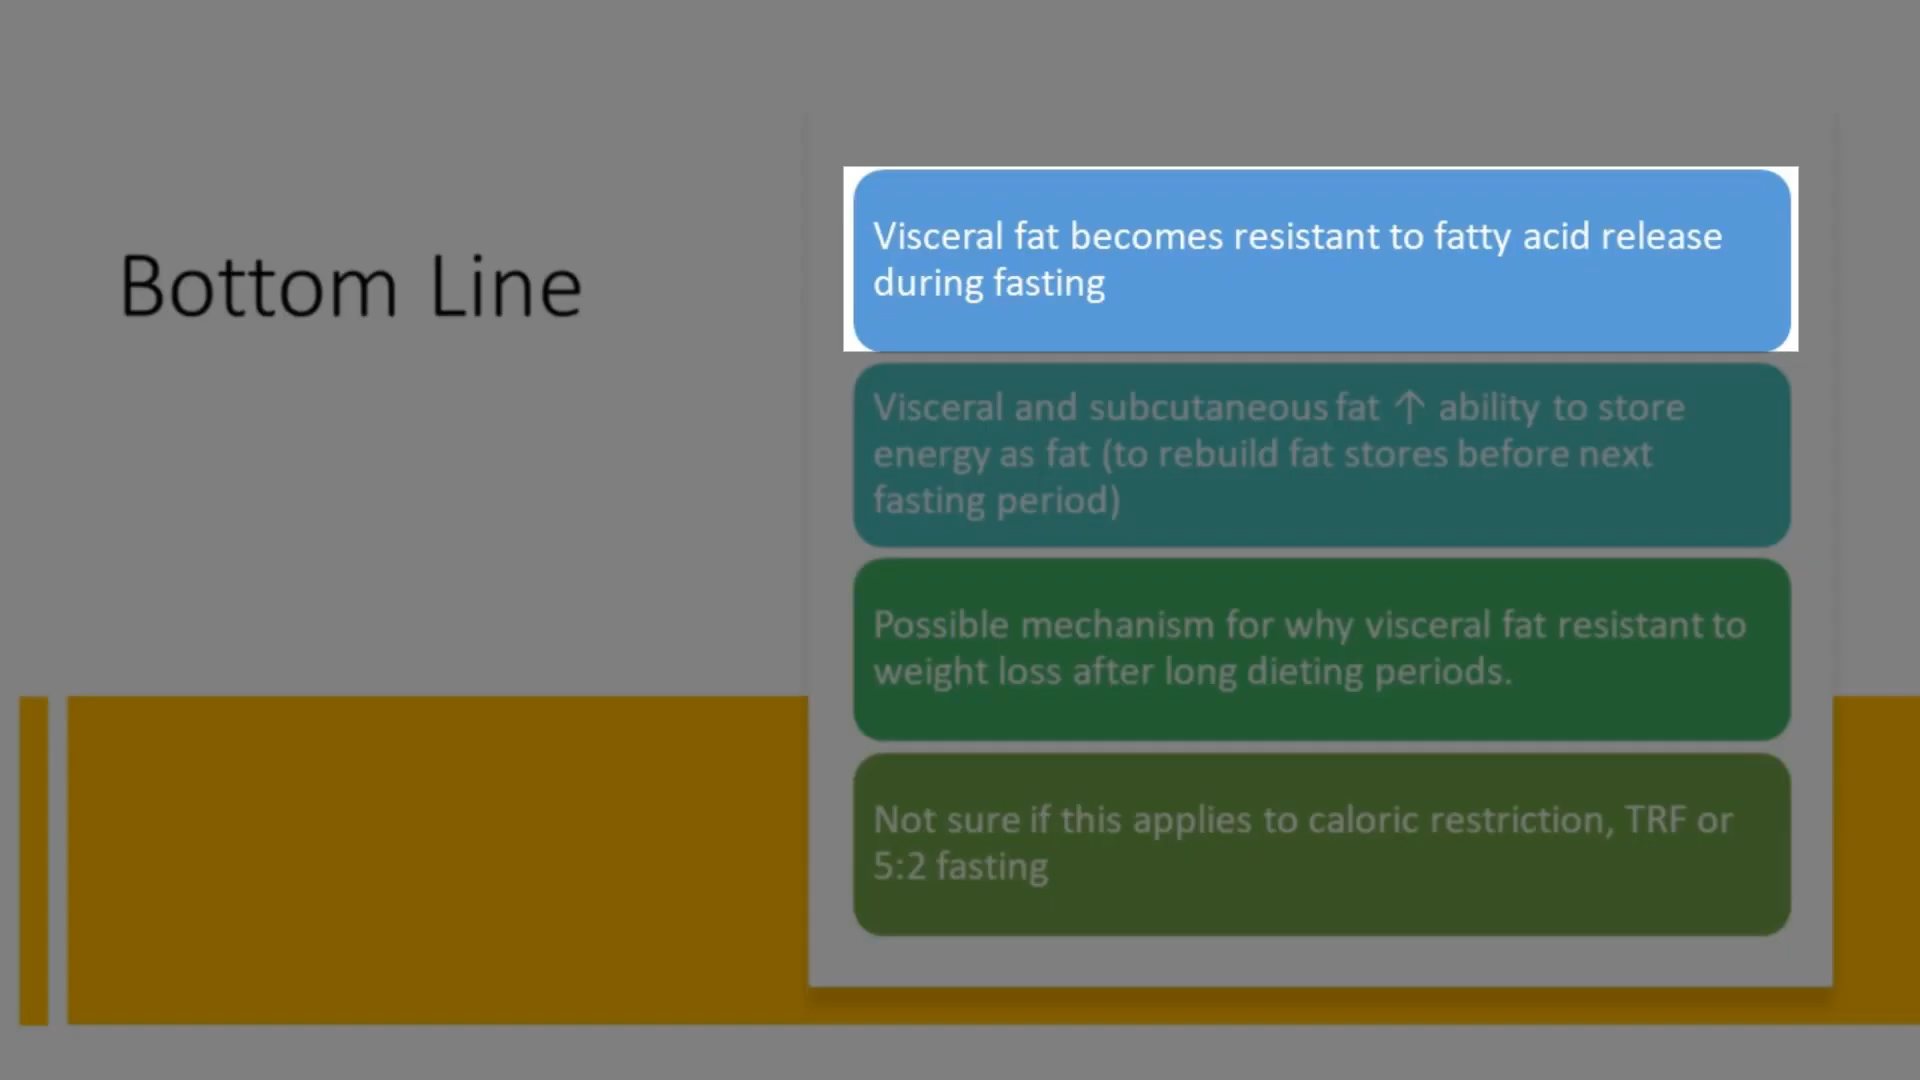 Bottom Line
Visceral fat becomes resistant to fatty acid release
during fasting
Visceral and subcutaneous fat ↑ ability to store
energy as fat (to rebuild fat stores before next
fasting period)
Possible mechanism for why visceral fat resistant to
weight loss after long dieting periods.
Not sure if this applies to caloric restriction, TRF or
5:2 fasting